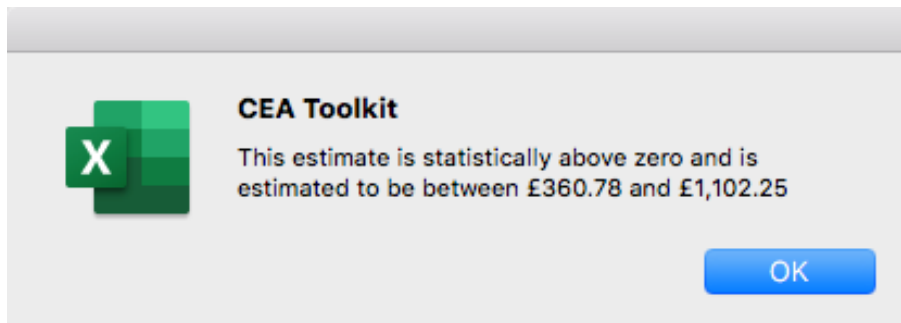 CEA Toolkit
This estimate is statistically above zero and is
estimated to be between £360.78 and £1,102.25
X
OK